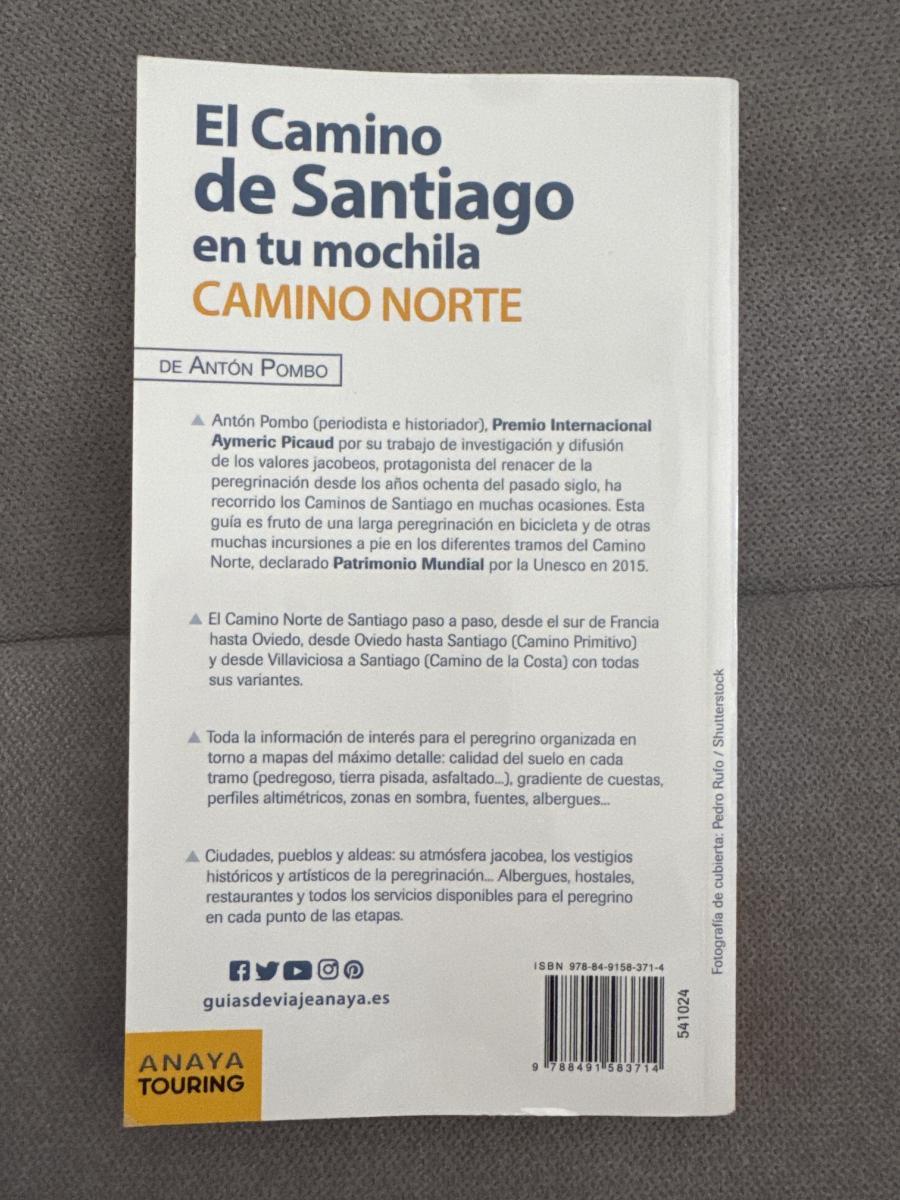 El Camino
de Santiago
en tu mochila
CAMINO NORTE
DE ANTÓN POMBO
Antón Pombo (periodista e historiador), Premio Internacional
Aymeric Picaud por su trabajo de investigación y difusión
de los valores jacobeos, protagonista del renacer de la
peregrinación desde los años ochenta del pasado siglo, ha
recorrido los Caminos de Santiago en muchas ocasiones. Esta
guía es fruto de una larga peregrinación en bicicleta y de otras
muchas incursiones a pie en los diferentes tramos del Camino
Norte, declarado Patrimonio Mundial por la Unesco en 2015.
El Camino Norte de Santiago paso a paso, desde el sur de Francia
hasta Oviedo, desde Oviedo hasta Santiago (Camino Primitivo)
y desde Villaviciosa a Santiago (Camino de la Costa) con todas
sus variantes.
Toda la información de interés para el peregrino organizada en
torno a mapas del máximo detalle: calidad del suelo en cada
tramo (pedregoso, tierra pisada, asfaltado...), gradiente de cuestas,
perfiles altimétricos, zonas en sombra, fuentes, albergues...
Ciudades, pueblos y aldeas: su atmósfera jacobea, los vestigios
históricos y artísticos de la peregrinación... Albergues, hostales,
restaurantes y todos los servicios disponibles para el peregrino
en cada punto de las etapas.
guiasdeviajeanaya.es
ANAYA
TOURING
ISBN 978-84-9158-371-4
9 788491 583714
541024
Fotografía de cubierta: Pedro Rufo / Shutterstock